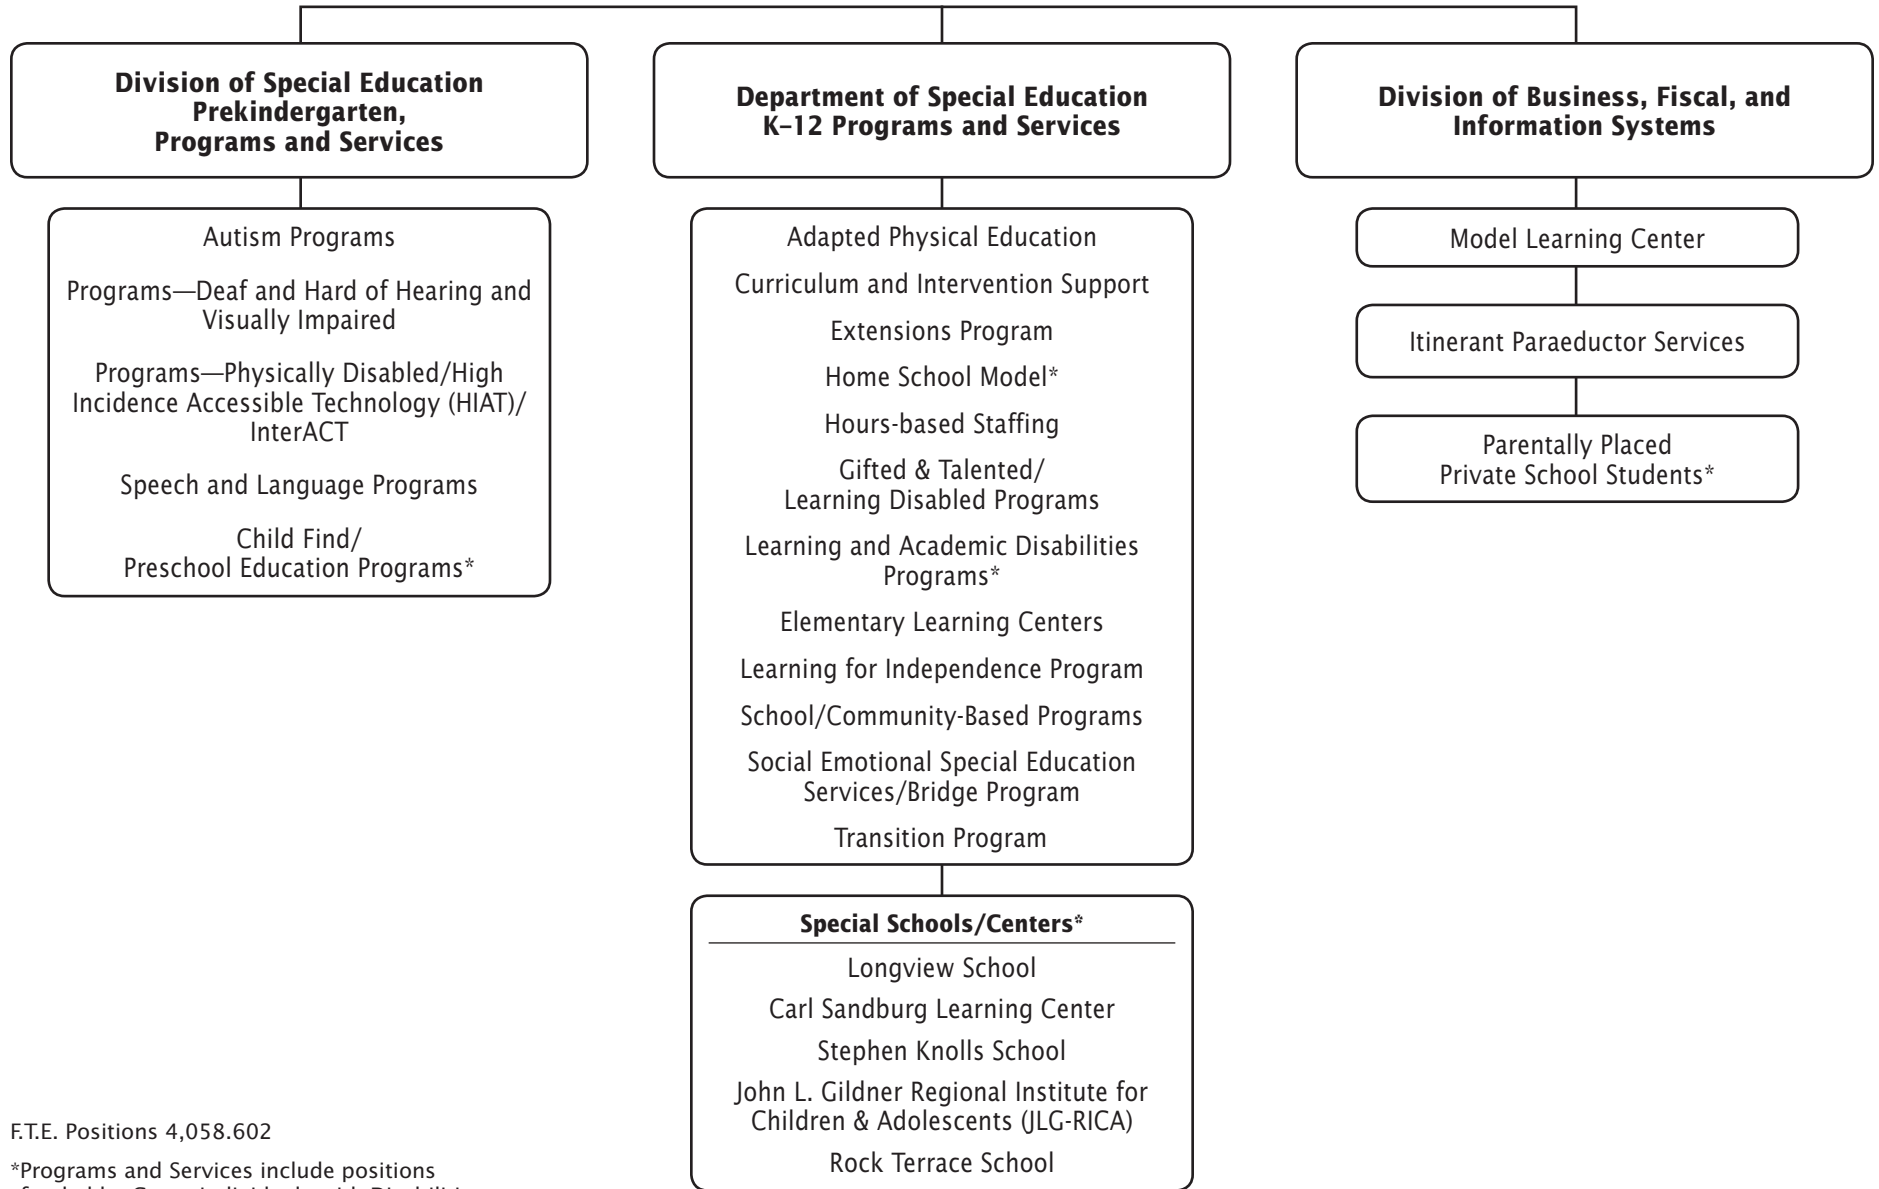 Division of Special Education
Prekindergarten,
Programs and Services
Autism Programs
Programs—Deaf and Hard of Hearing and
Visually Impaired
Programs—Physically Disabled/High
Incidence Accessible Technology (HIAT)/
InterACT
Speech and Language Programs
Child Find/
Preschool Education Programs*
Department of Special Education
K–12 Programs and Services
Adapted Physical Education
Curriculum and Intervention Support
Extensions Program
Home School Model*
Hours-based Staffing
Gifted & Talented/
Learning Disabled Programs
Learning and Academic Disabilities
Programs*
Elementary Learning Centers
Learning for Independence Program
School/Community-Based Programs
Social Emotional Special Education
Services/Bridge Program
Transition Program
Special Schools/Centers*
Longview School
Carl Sandburg Learning Center
Stephen Knolls School
John L. Gildner Regional Institute for
Children & Adolescents (JLG-RICA)
Rock Terrace School
Division of Business, Fiscal, and
Information Systems
Model Learning Center
Itinerant Paraeductor Services
Parentally Placed
Private School Students*
F.T.E. Positions 4,058.602
*Programs and Services include positions